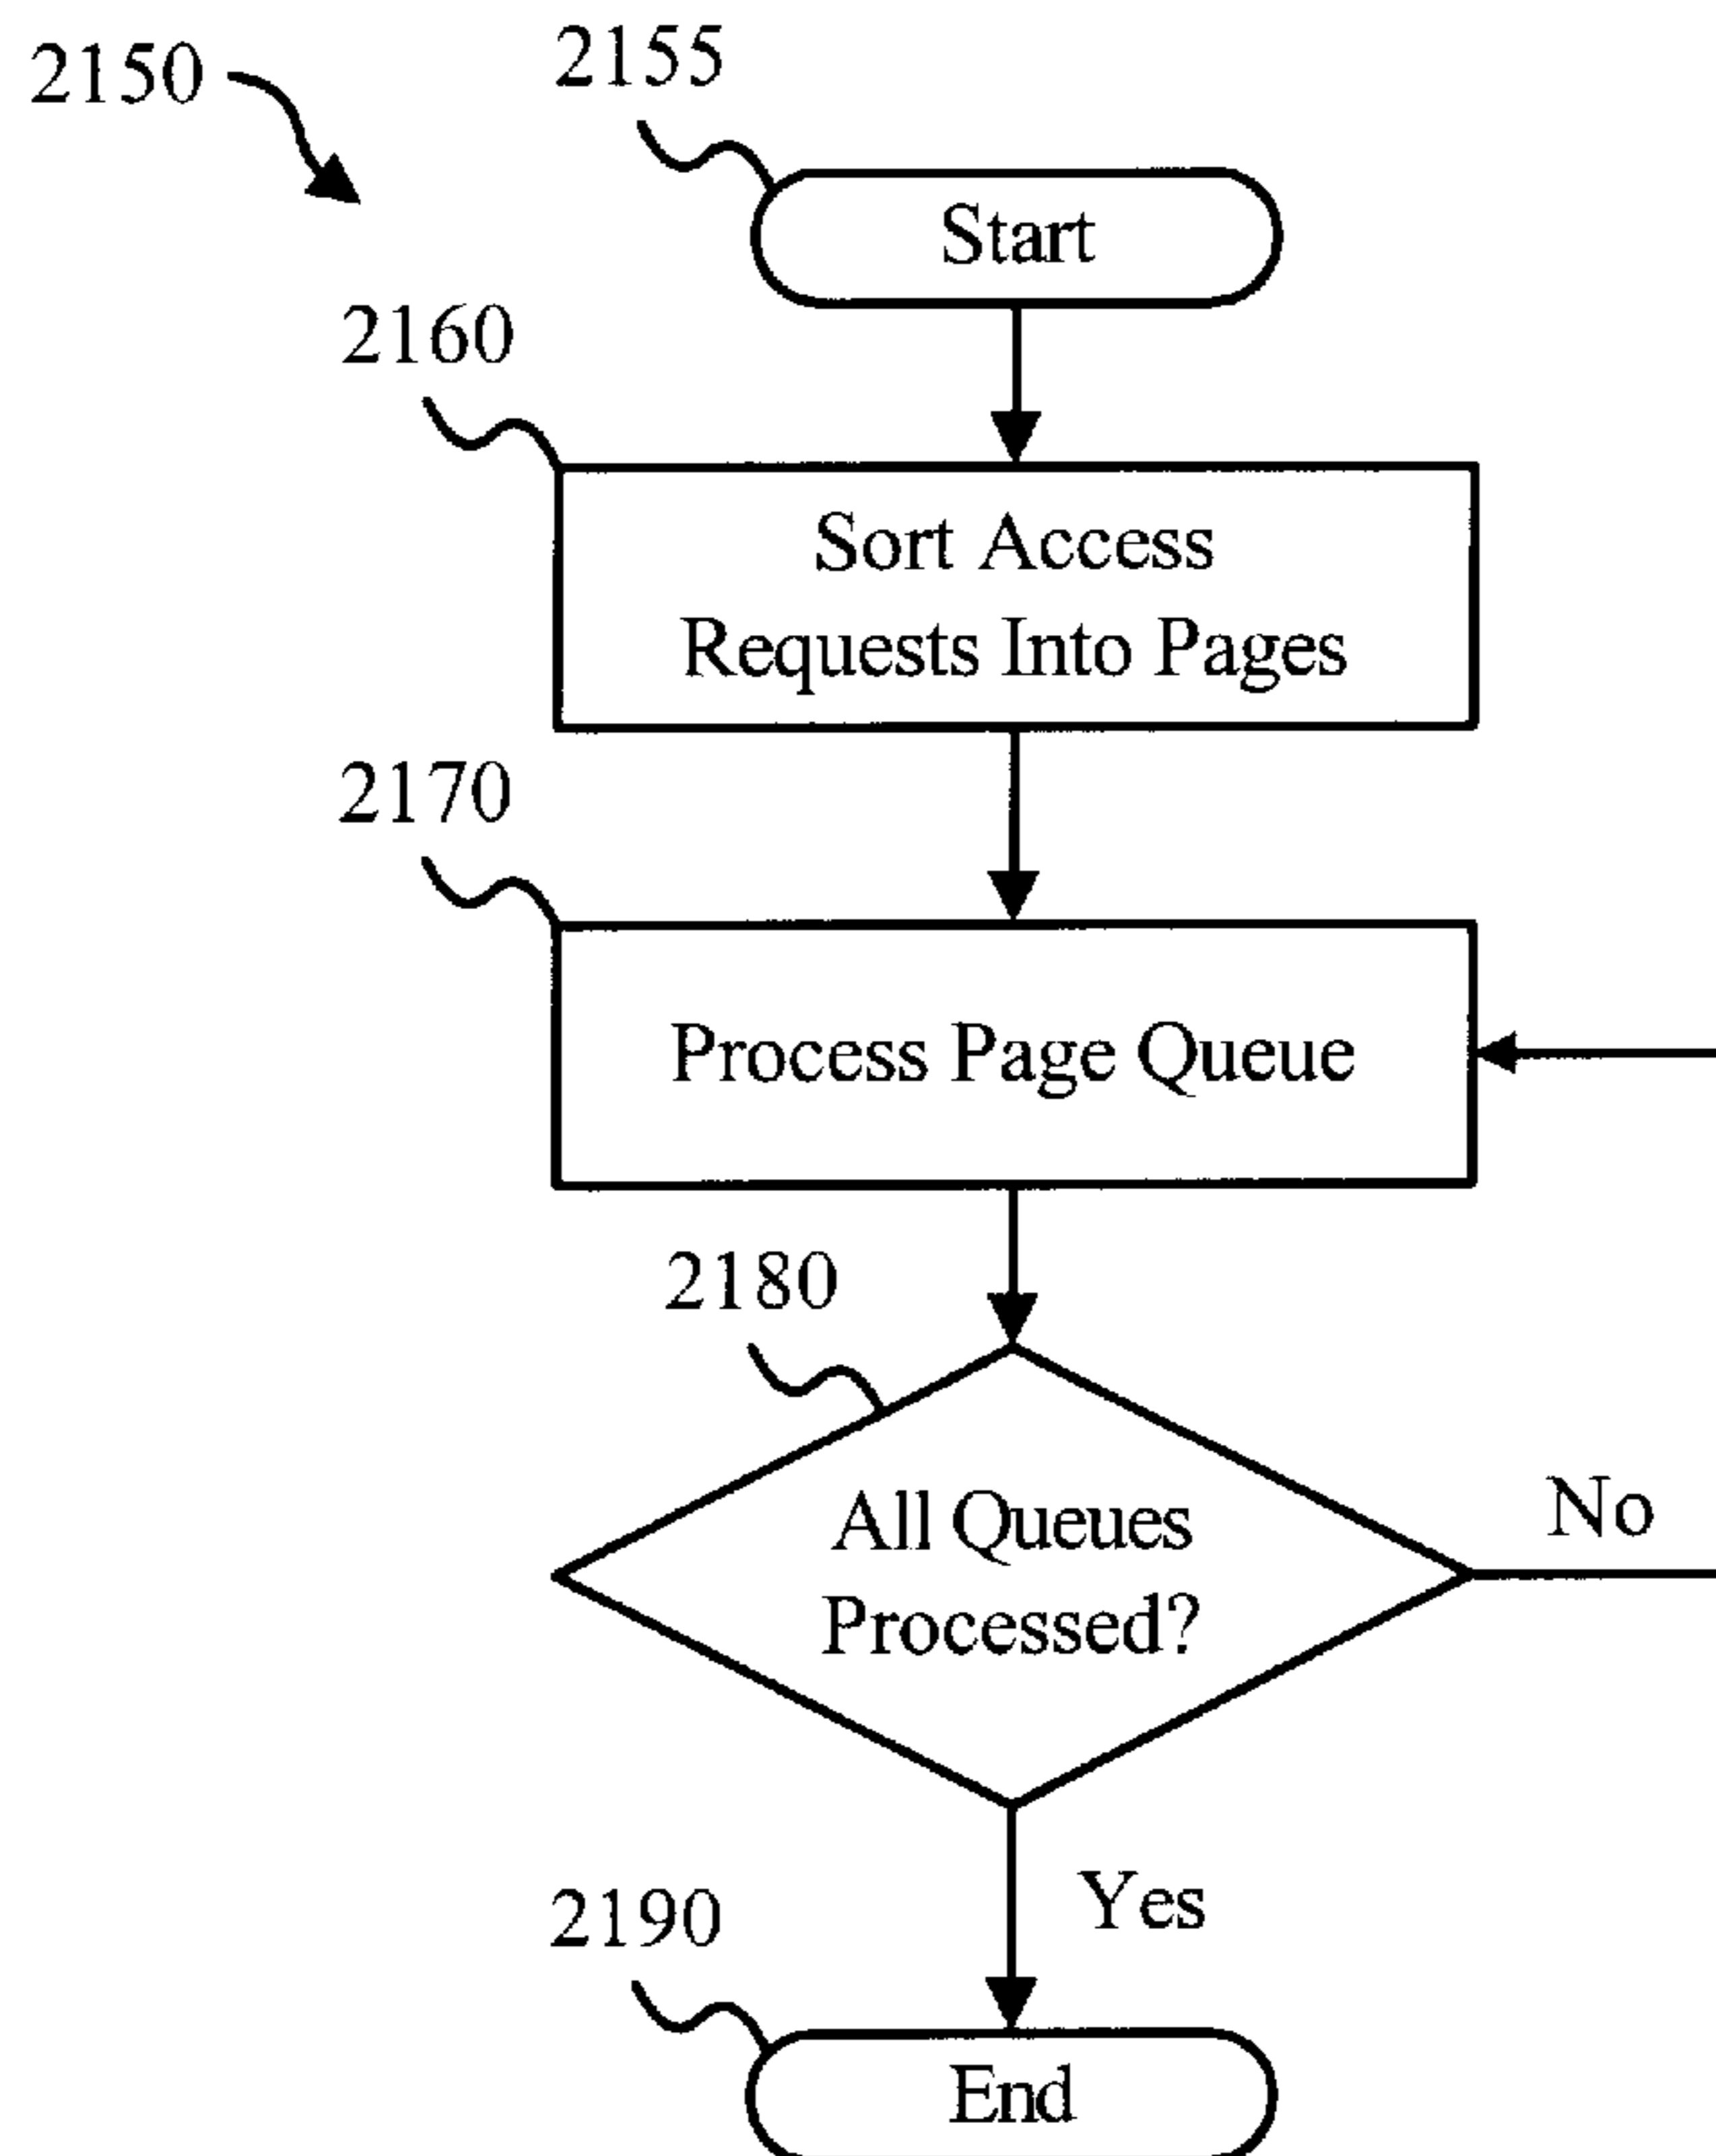 2150
2155
Start
2160
Sort Access
Requests Into Pages
2170
Process Page Queue
2180
All Queues
Processed?
No
Yes
2190
End